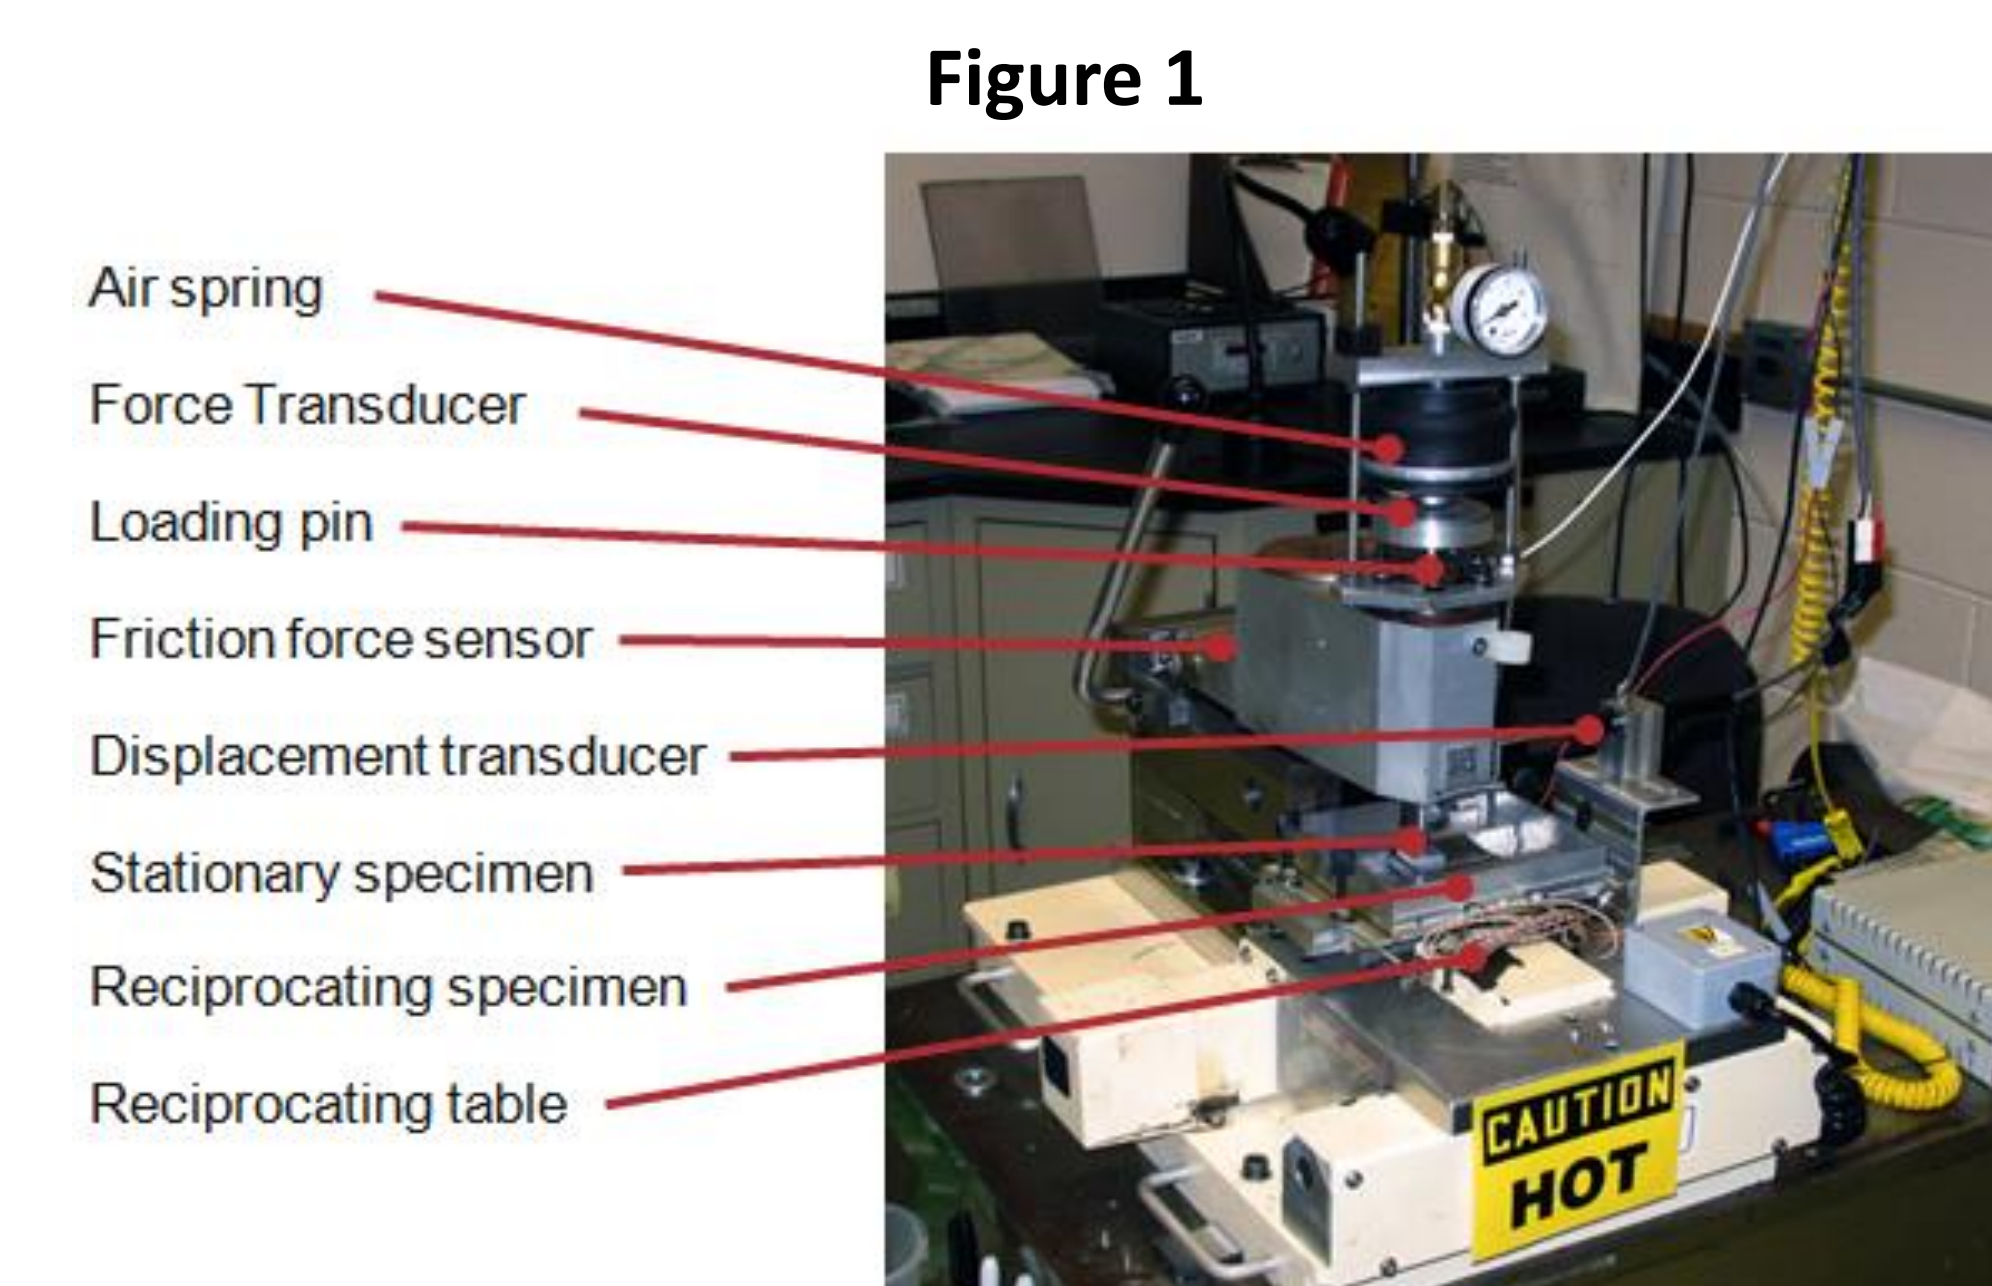 Figure 1
Air spring
Force Transducer
Loading pin
Friction force sensor
Displacement transducer
Stationary specimen
Reciprocating specimen
Reciprocating table
CAUTION
HOT